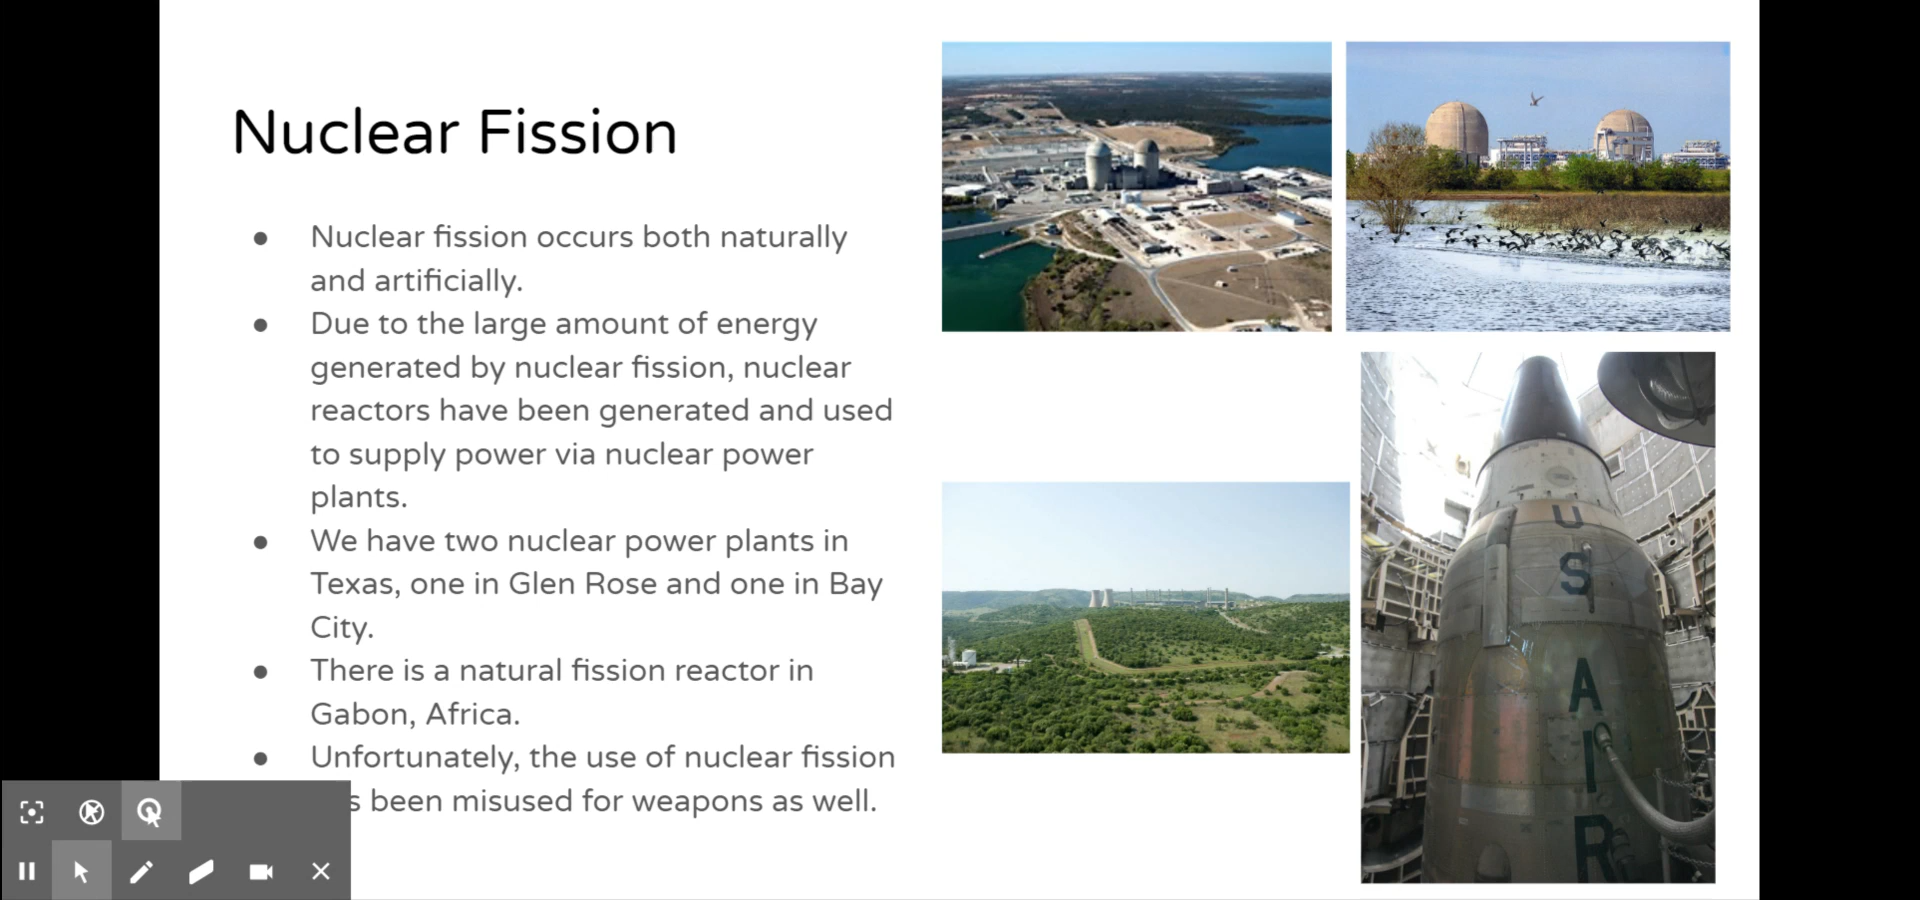 Nuclear Fission
● Nuclear fission occurs both naturally
and artificially.
● Due to the large amount of energy
generated by nuclear fission, nuclear
reactors have been generated and used
to supply power via nuclear power
plants.
● We have two nuclear power plants in
Texas, one in Glen Rose and one in Bay
City.
● There is a natural fission reactor in
Gabon, Africa.
● Unfortunately, the use of nuclear fission
s been misused for weapons as well.
U
S
A
I
R